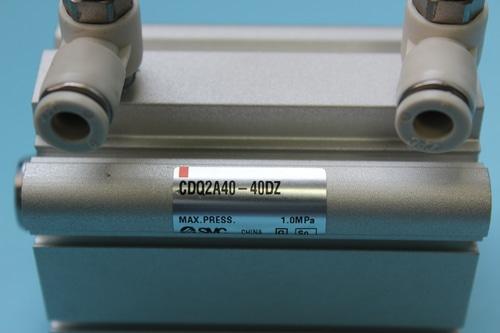 CDQ2A40-40DZ
MAX.PRESS. 1.0MPa
SMC CHINA G